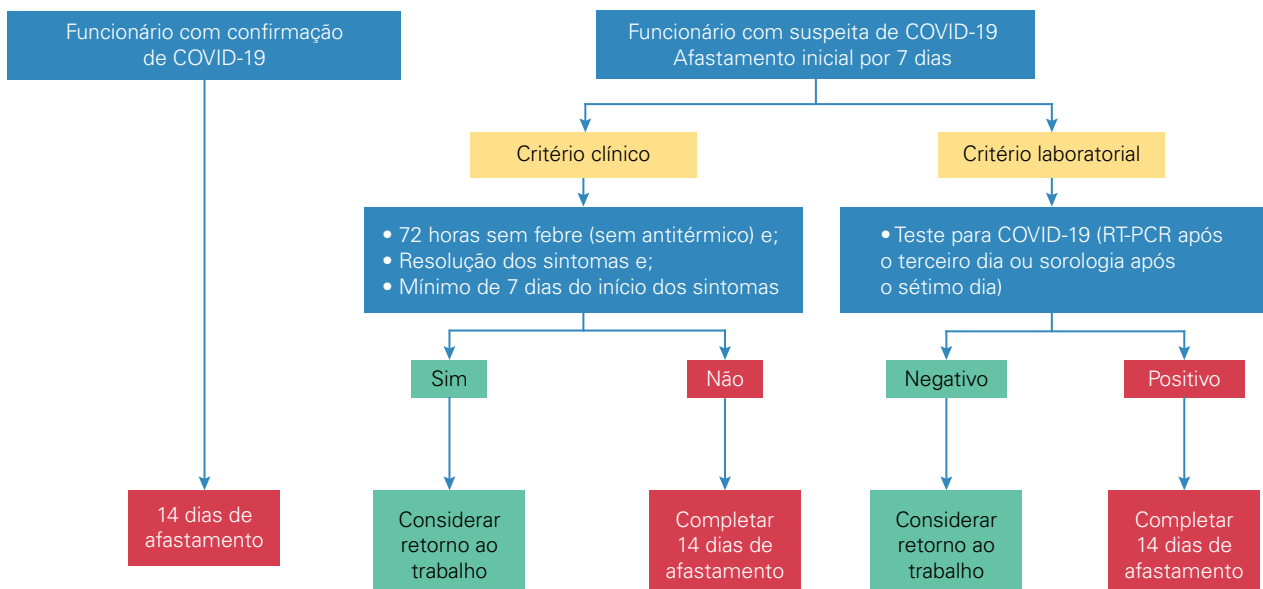 Funcionário com confirmação
de COVID-19
Funcionário com suspeita de COVID-19
Afastamento inicial por 7 dias
Critério clínico
Critério laboratorial
• 72 horas sem febre (sem antitérmico) e;
• Resolução dos sintomas e;
• Mínimo de 7 dias do início dos sintomas
• Teste para COVID-19 (RT-PCR após
o terceiro dia ou sorologia após
o sétimo dia)
Sim
Não
Negativo
Positivo
14 dias de
afastamento
Considerar
retorno ao
trabalho
Completar
14 dias de
afastamento
Considerar
retorno ao
trabalho
Completar
14 dias de
afastamento